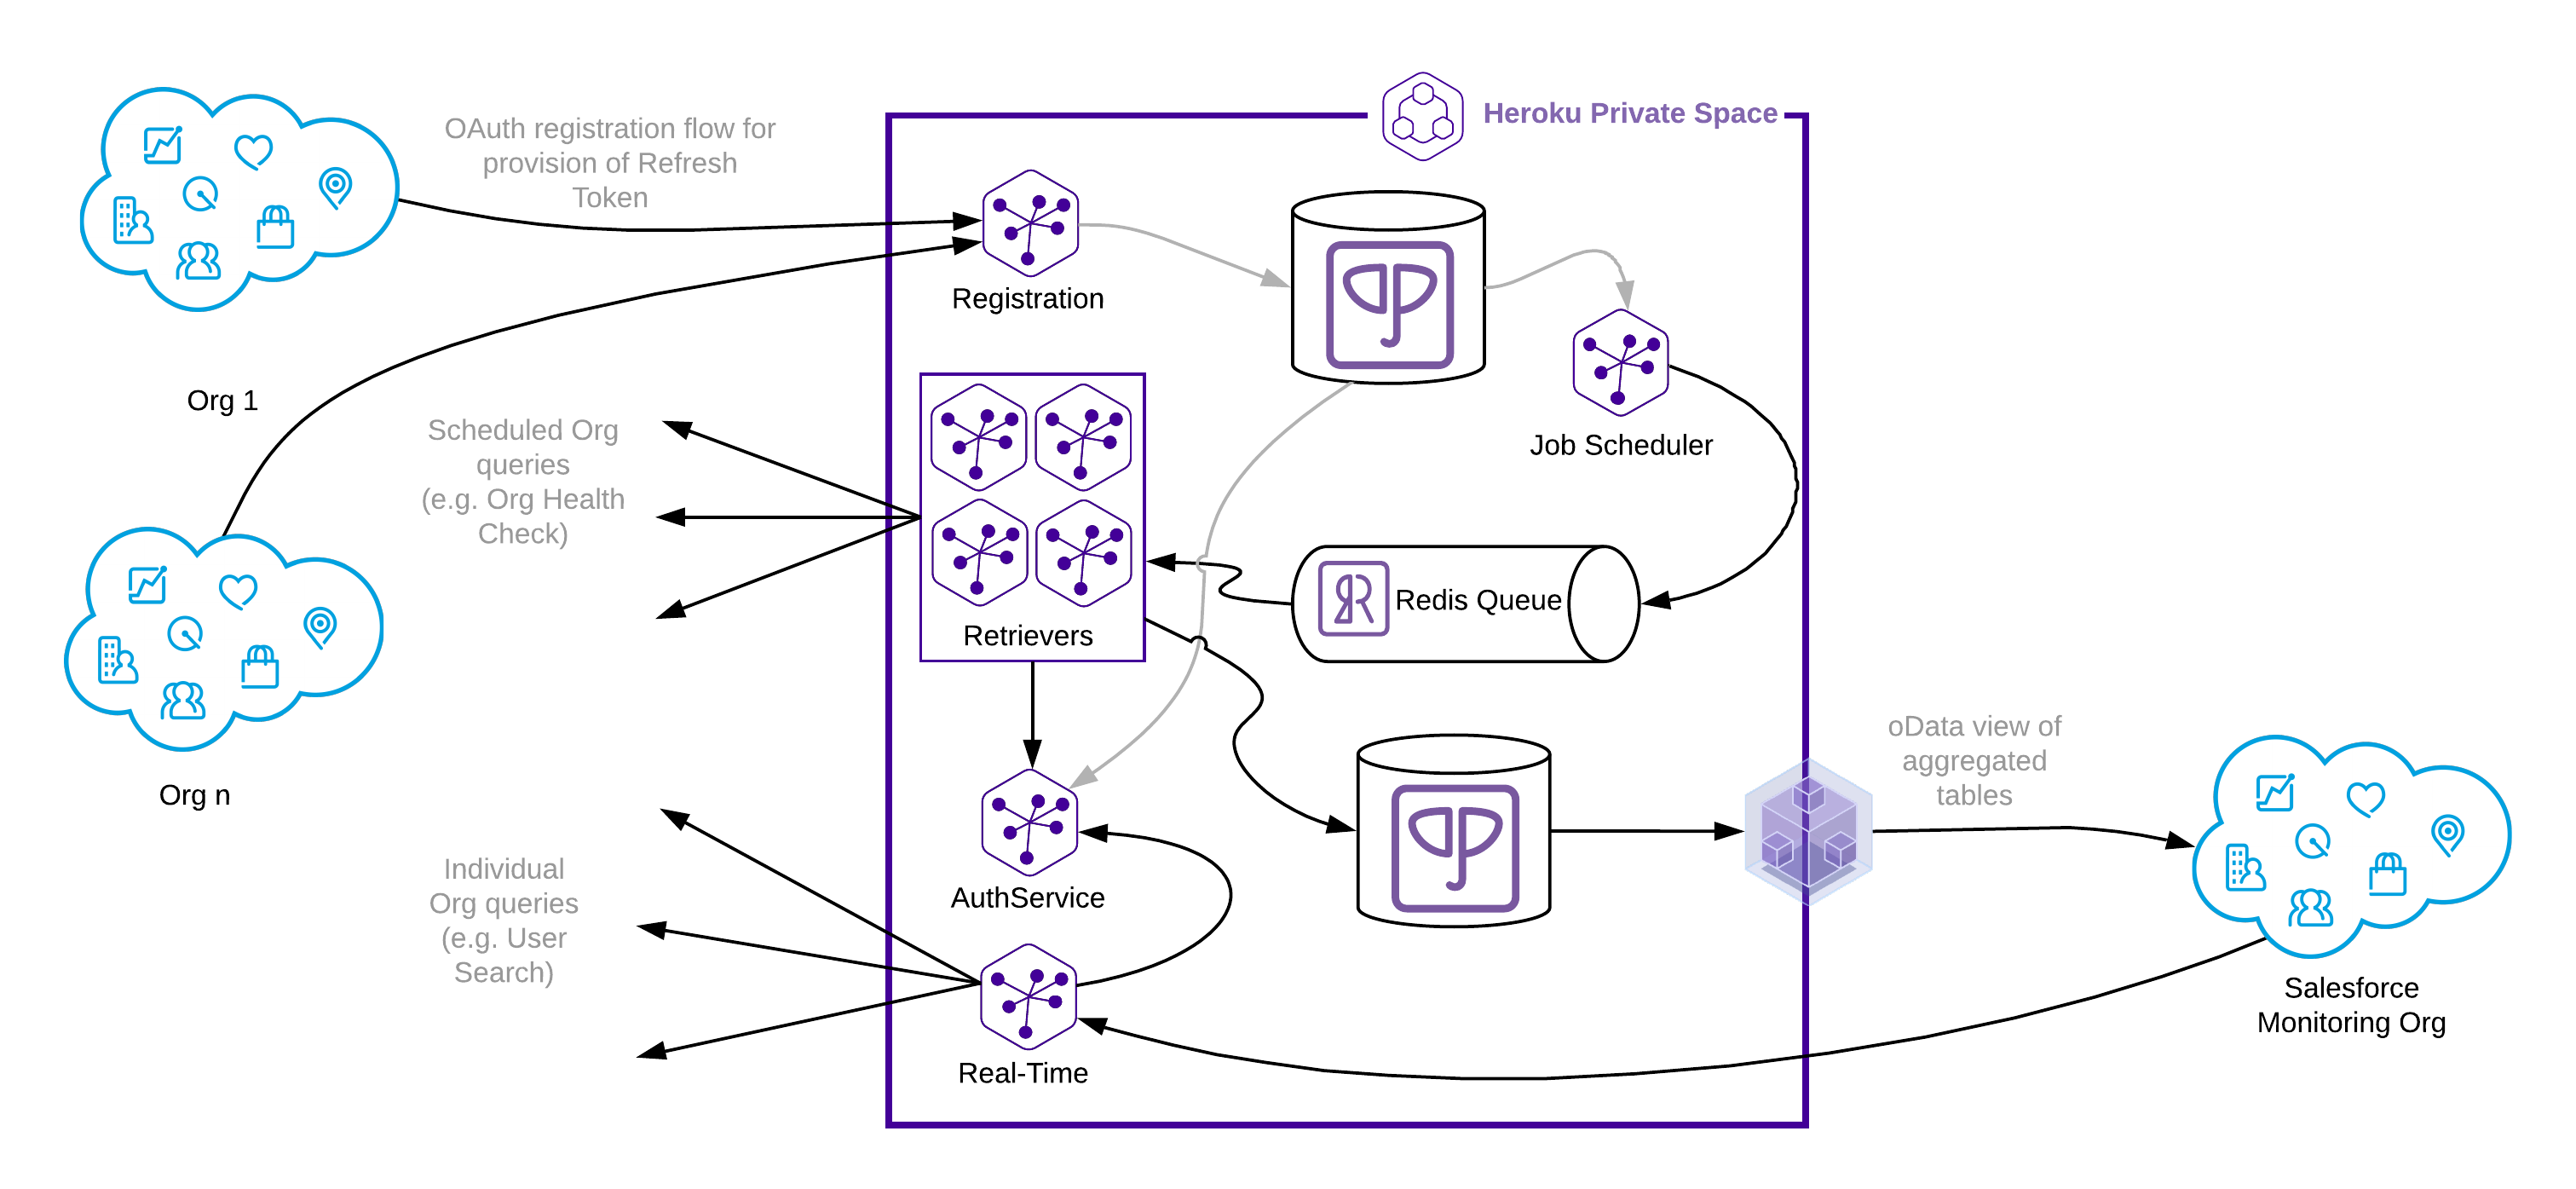 Heroku Private Space
OAuth registration flow for
provision of Refresh
Token
Registration
Org 1
Scheduled Org
queries
(e.g. Org Health
Check)
Job Scheduler
Redis Queue
Retrievers
Org n
oData view of
aggregated
tables
Individual
Org queries
(e.g. User
Search)
AuthService
Salesforce
Monitoring Org
Real-Time